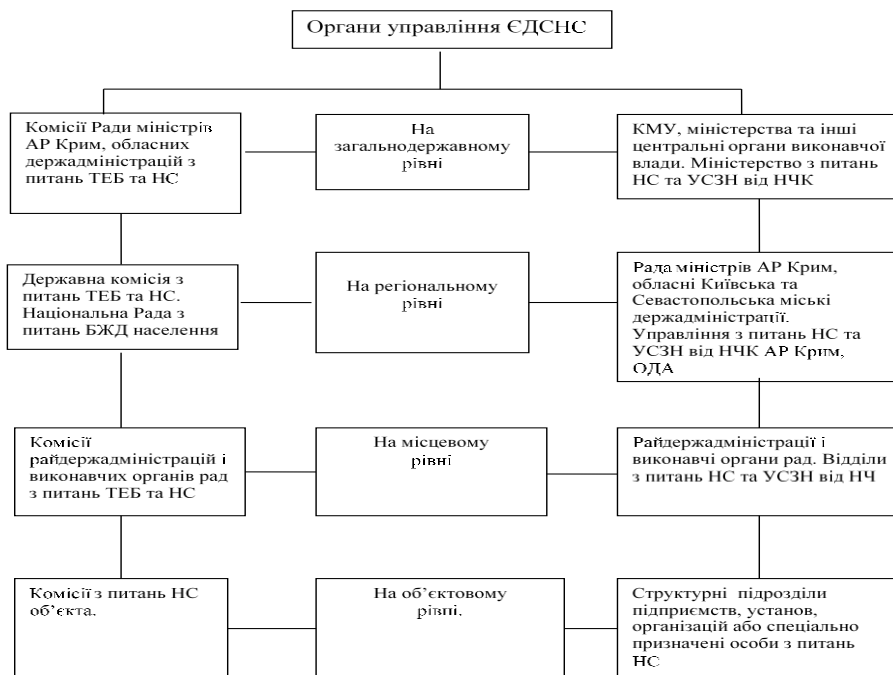 Органи управління ЄДСНС
Комісії Ради міністрів
АР Крим, обласних
держадміністрацій з
питань ТЕБ та НС
На
загальнодержавному
рівні
КМУ, міністерства та інші
центральні органи виконавчої
влади. Міністерство з питань
НС та УСЗН від НЧК
Державна комісія з
питань ТЕБ та НС.
Національна Рада з
питань БЖД населення
На регіональному
рівні
Рада міністрів АР Крим,
обласні Київська та
Севастопольська міські
держадміністрації.
Управління з питань НС та
УСЗН від НЧК АР Крим,
ОДА
Комісії
райдержадміністрацій і
виконавчих органів рад
з питань ТЕБ та НС
На місцевому
рівні
Райдержадміністрації і
виконавчі органи рад. Відділи
з питань НС та УСЗН від НЧ
Комісії з питань НС
об’єкта.
На об’єктовому
рівні.
Структурні підрозділи
підприємств, установ,
організацій або спеціально
призначені особи з питань
НС